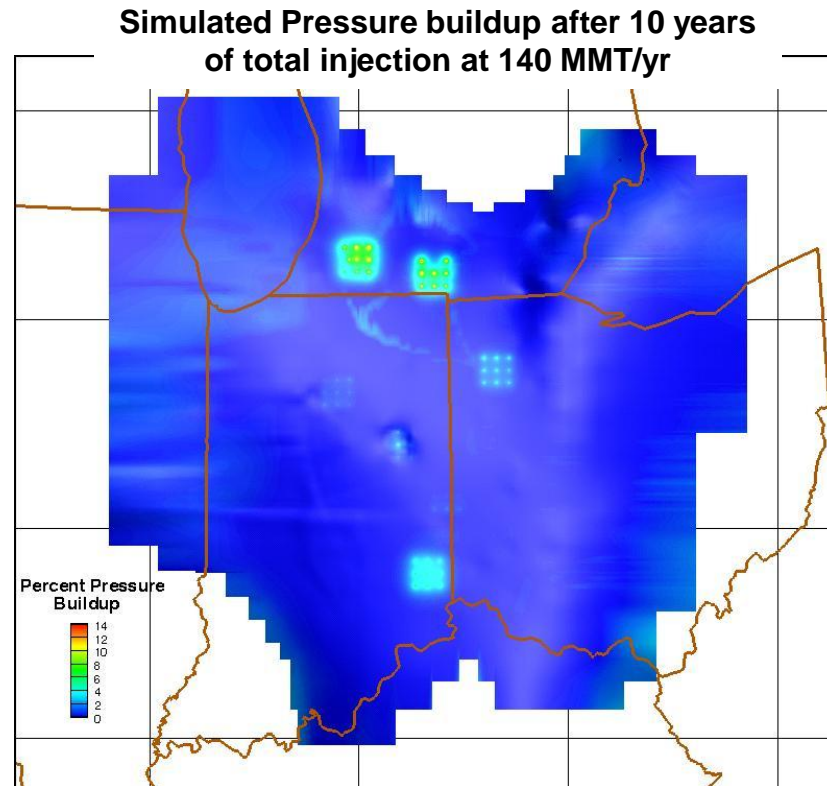 Simulated Pressure buildup after 10 years
of total injection at 140 MMT/yr
Percent Pressure
Buildup
14
12
10
8
6
4
2
0